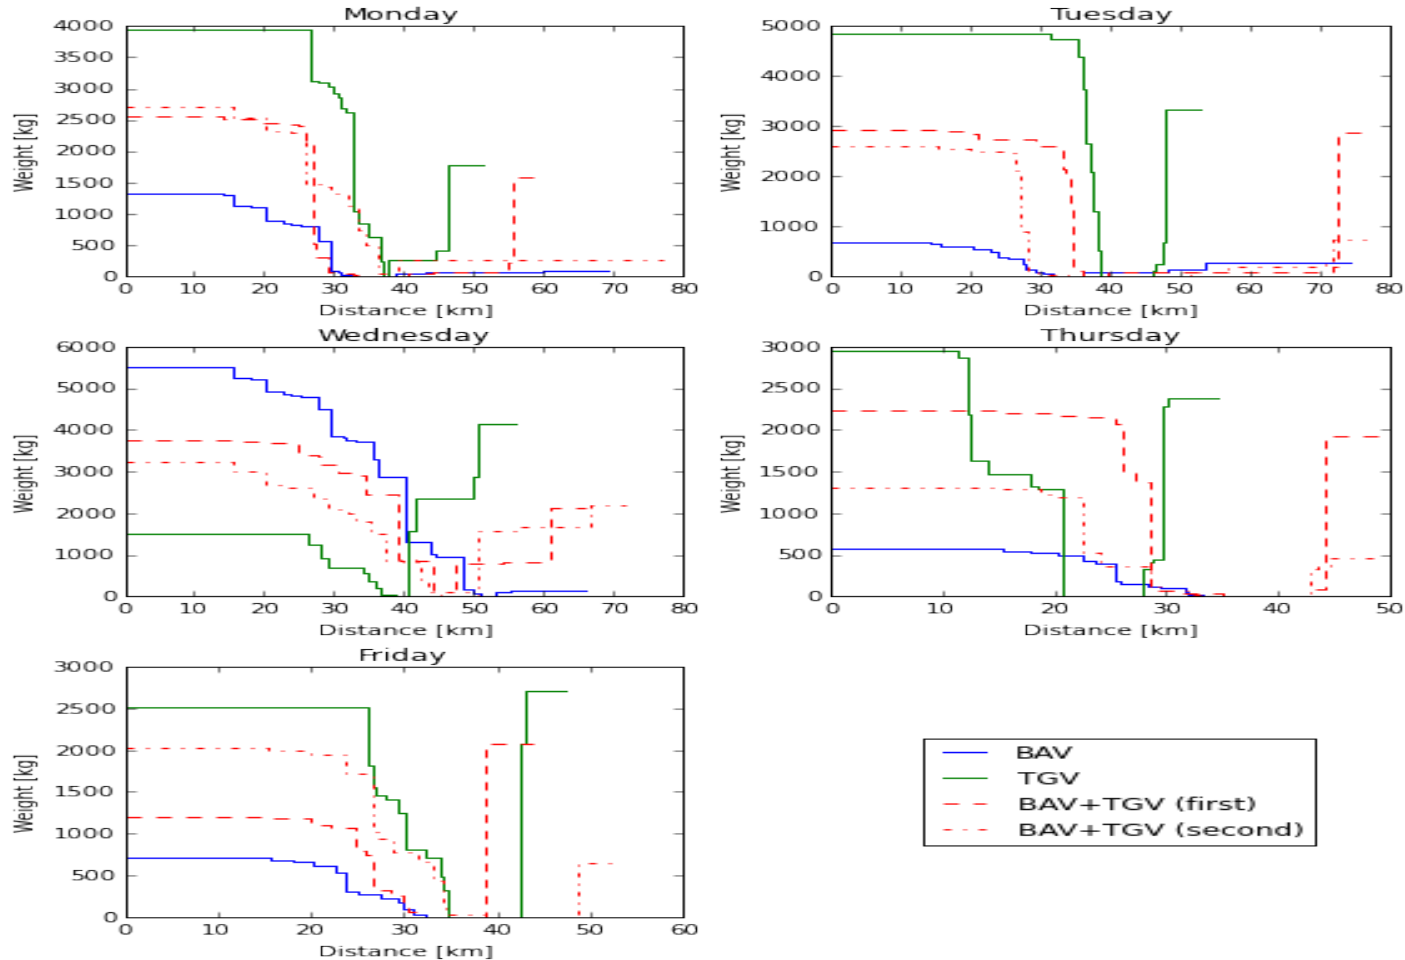 Monday
4000
3500
3000
2500
2000
1500
1000
500
0
Weight [kg]
0 10 20 30 40 50 60 70 80
Distance [km]
Tuesday
5000
4000
3000
2000
1000
0
Weight [kg]
0 10 20 30 40 50 60 70 80
Distance [km]
Wednesday
6000
5000
4000
3000
2000
1000
0
Weight [kg]
0 10 20 30 40 50 60 70 80
Distance [km]
Thursday
3000
2500
2000
1500
1000
500
0
Weight [kg]
0 10 20 30 40 50
Distance [km]
Friday
3000
2500
2000
1500
1000
500
0
Weight [kg]
0 10 20 30 40 50 60
Distance [km]
BAV
TGV
BAV+TGV (first)
BAV+TGV (second)